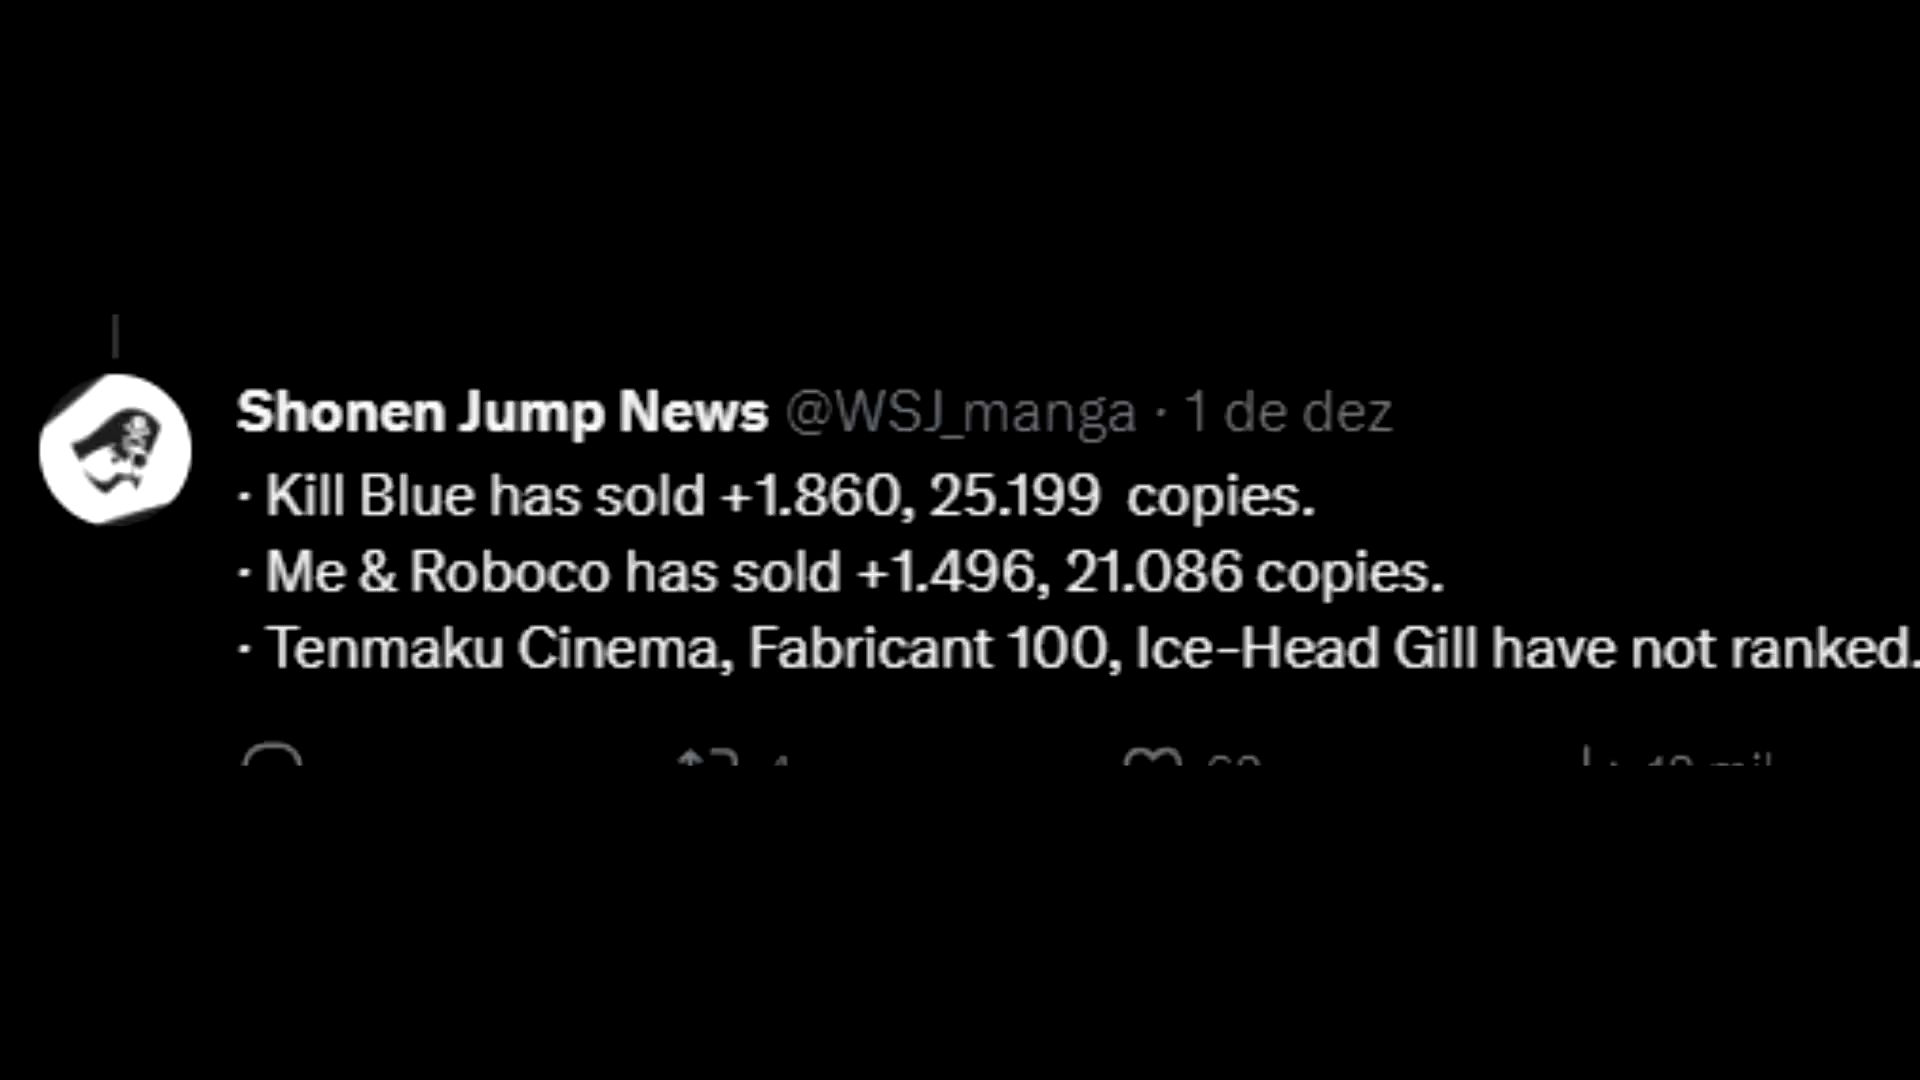 Shonen Jump News @WSJ_manga · 1 de dez
· Kill Blue has sold +1.860, 25.199 copies.
· Me & Roboco has sold +1.496, 21.086 copies.
· Tenmaku Cinema, Fabricant 100, Ice-Head Gill have not ranked.